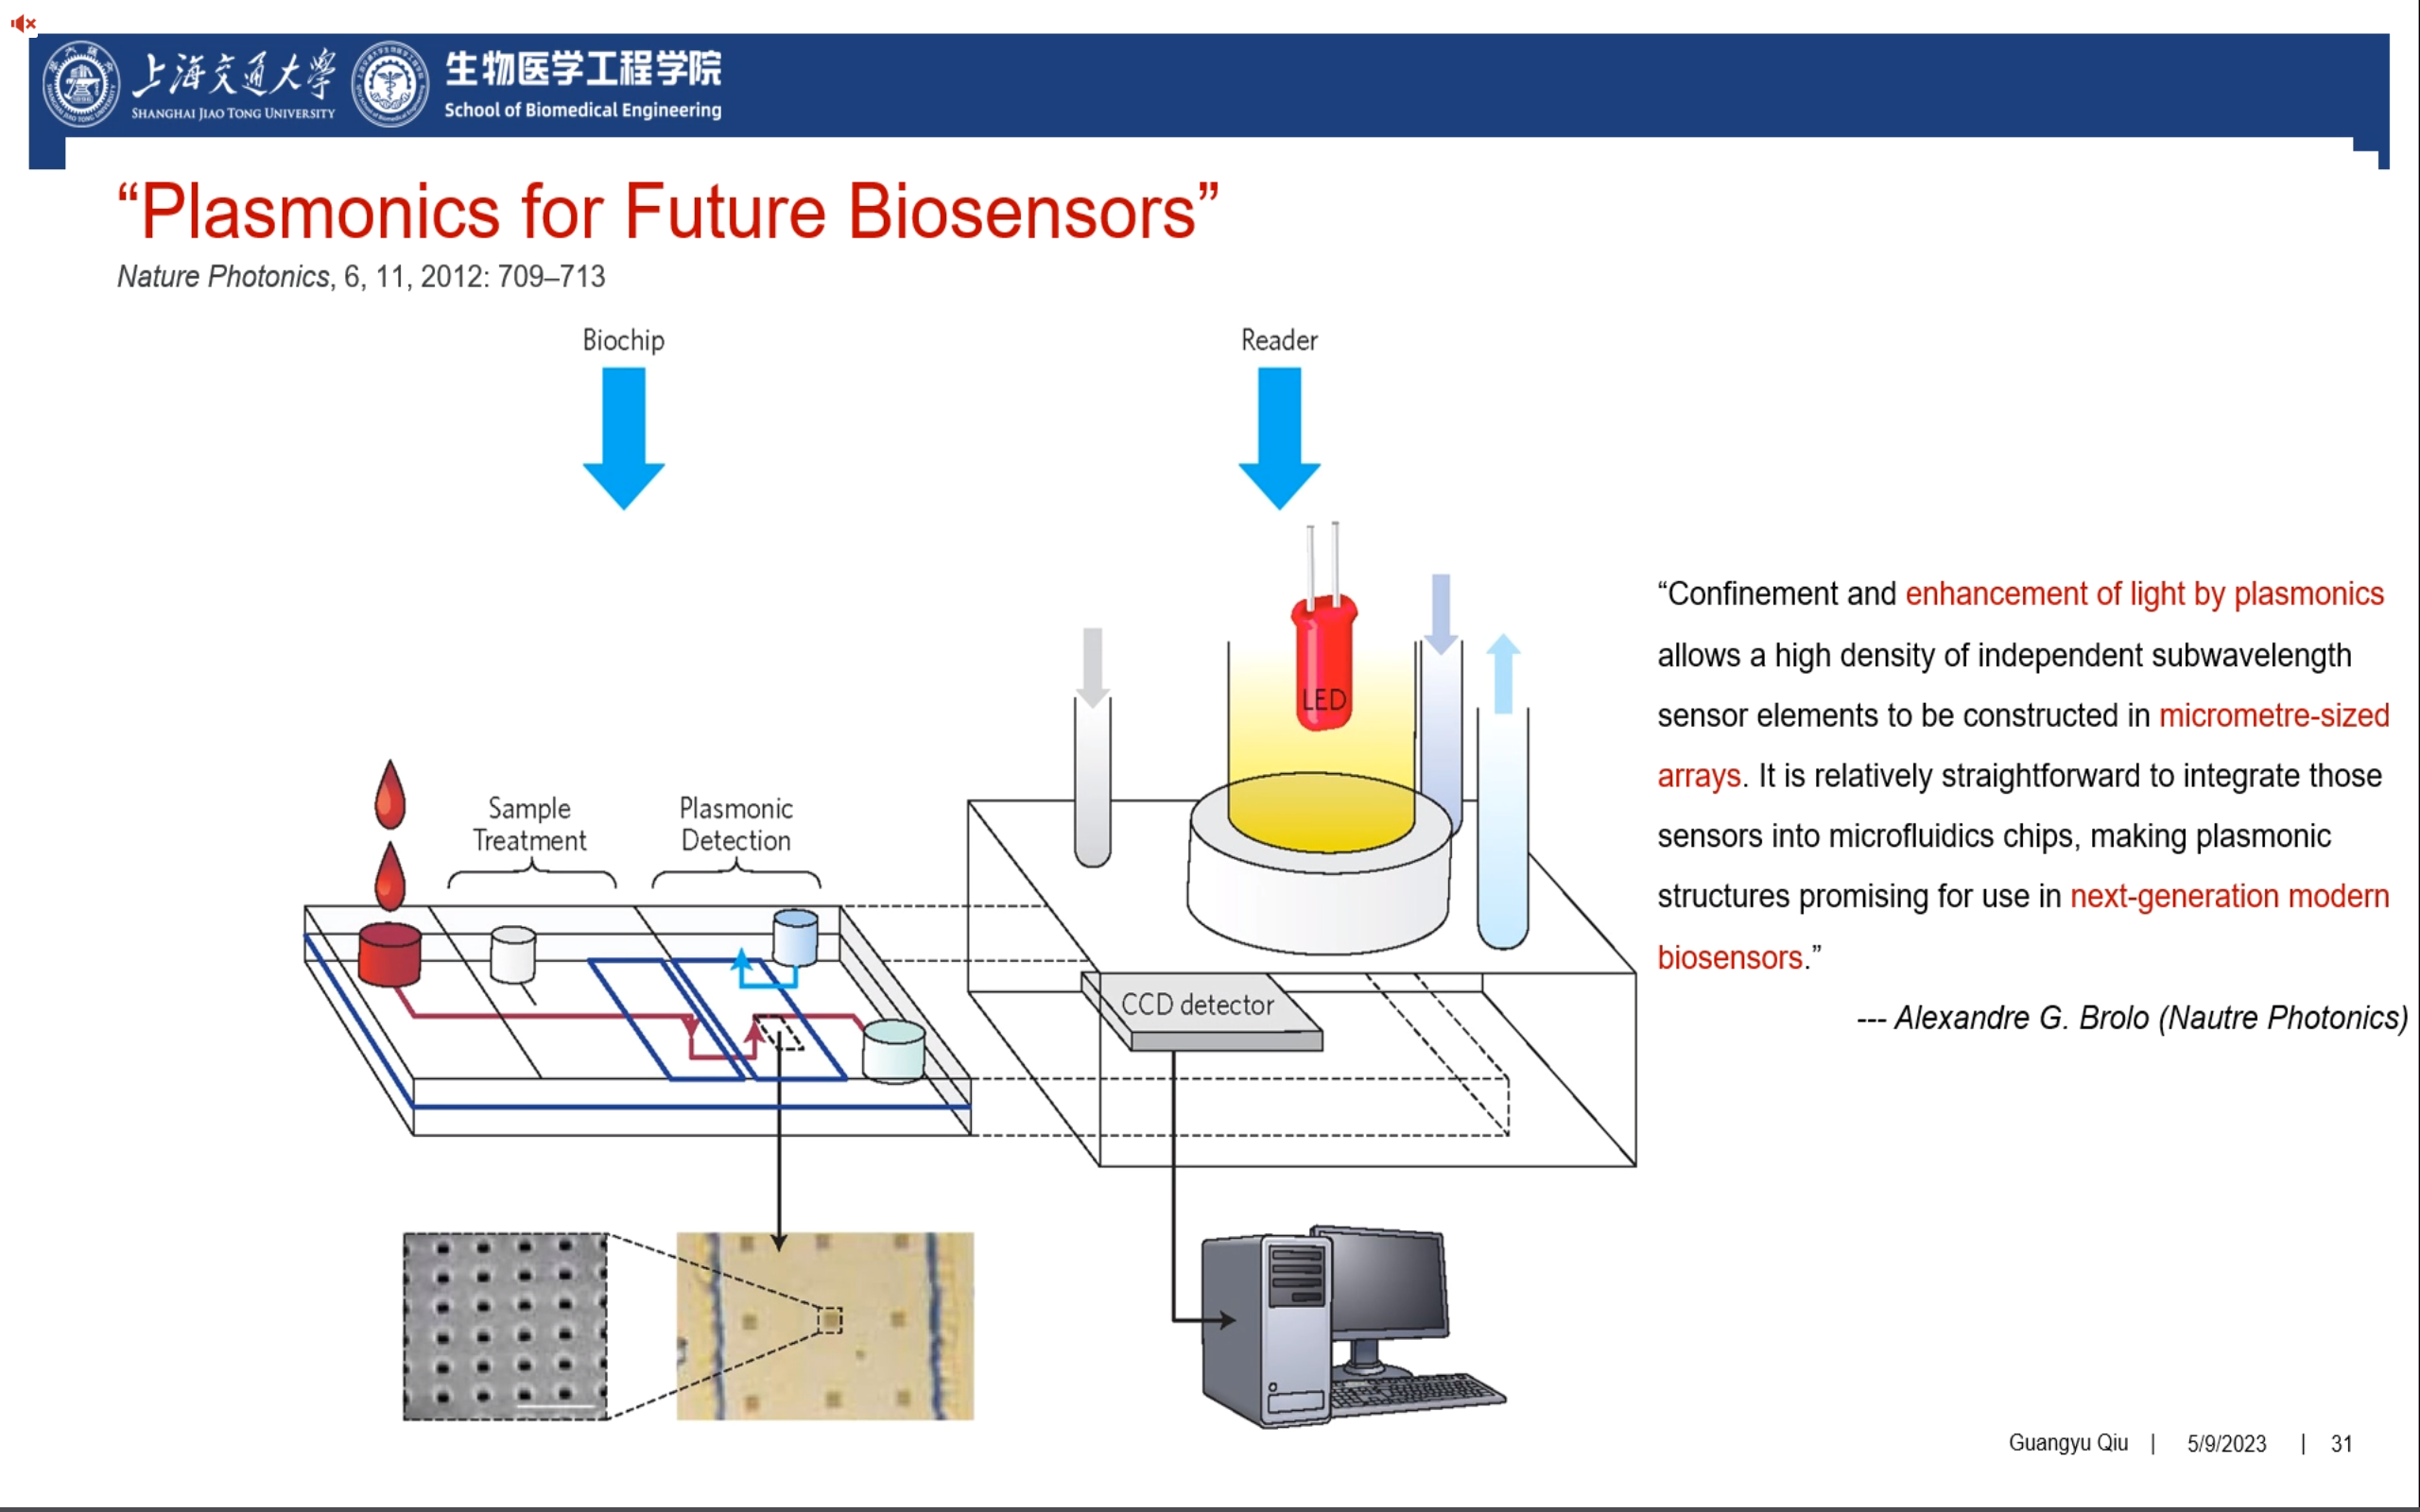 上海交通大学
SHANGHAI JIAO TONG UNIVERSITY
生物医学工程学院
School of Biomedical Engineering
“Plasmonics for Future Biosensors”
Nature Photonics, 6, 11, 2012: 709–713
Biochip
Reader
Sample
Treatment
Plasmonic
Detection
LED
CCD detector
“Confinement and enhancement of light by plasmonics
allows a high density of independent subwavelength
sensor elements to be constructed in micrometre-sized
arrays. It is relatively straightforward to integrate those
sensors into microfluidics chips, making plasmonic
structures promising for use in next-generation modern
biosensors.”
--- Alexandre G. Brolo (Nautre Photonics)
Guangyu Qiu | 5/9/2023 | 31